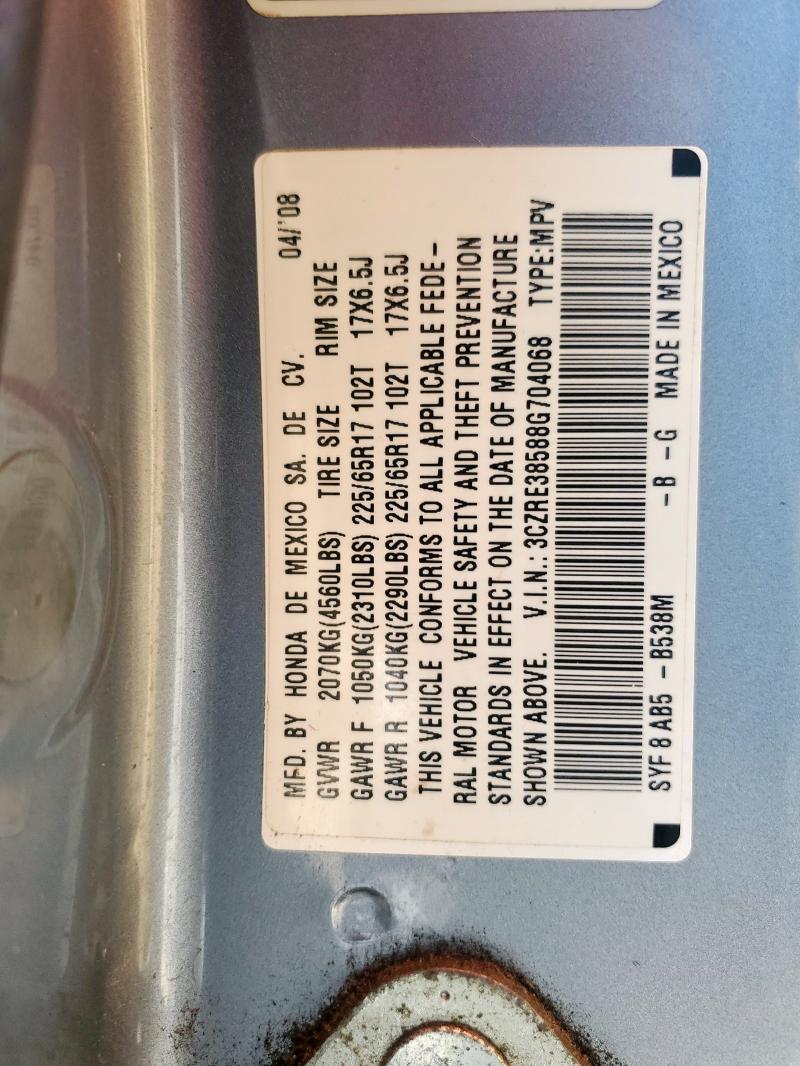 MFD. BY HONDA DE MEXICO SA. DE CV. 04/'08
GVWR 2070KG(4560LBS) TIRE SIZE RIM SIZE
GAWR F 1050KG(2310LBS) 225/65R17 102T 17X6.5J
GAWR R 1040KG(2290LBS) 225/65R17 102T 17X6.5J
THIS VEHICLE CONFORMS TO ALL APPLICABLE FEDE-
RAL MOTOR VEHICLE SAFETY AND THEFT PREVENTION
STANDARDS IN EFFECT ON THE DATE OF MANUFACTURE
SHOWN ABOVE. V.I.N.: 3CZRE38588G704068 TYPE:MPV
SYF 8 AB5 -B538M -B -G MADE IN MEXICO